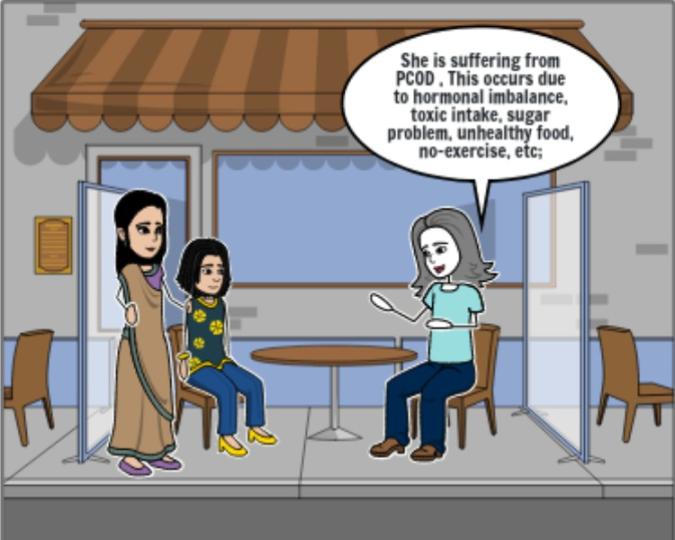 She is suffering from
PCOD , This occurs due
to hormonal imbalance,
toxic intake, sugar
problem, unhealthy food,
no-exercise, etc;